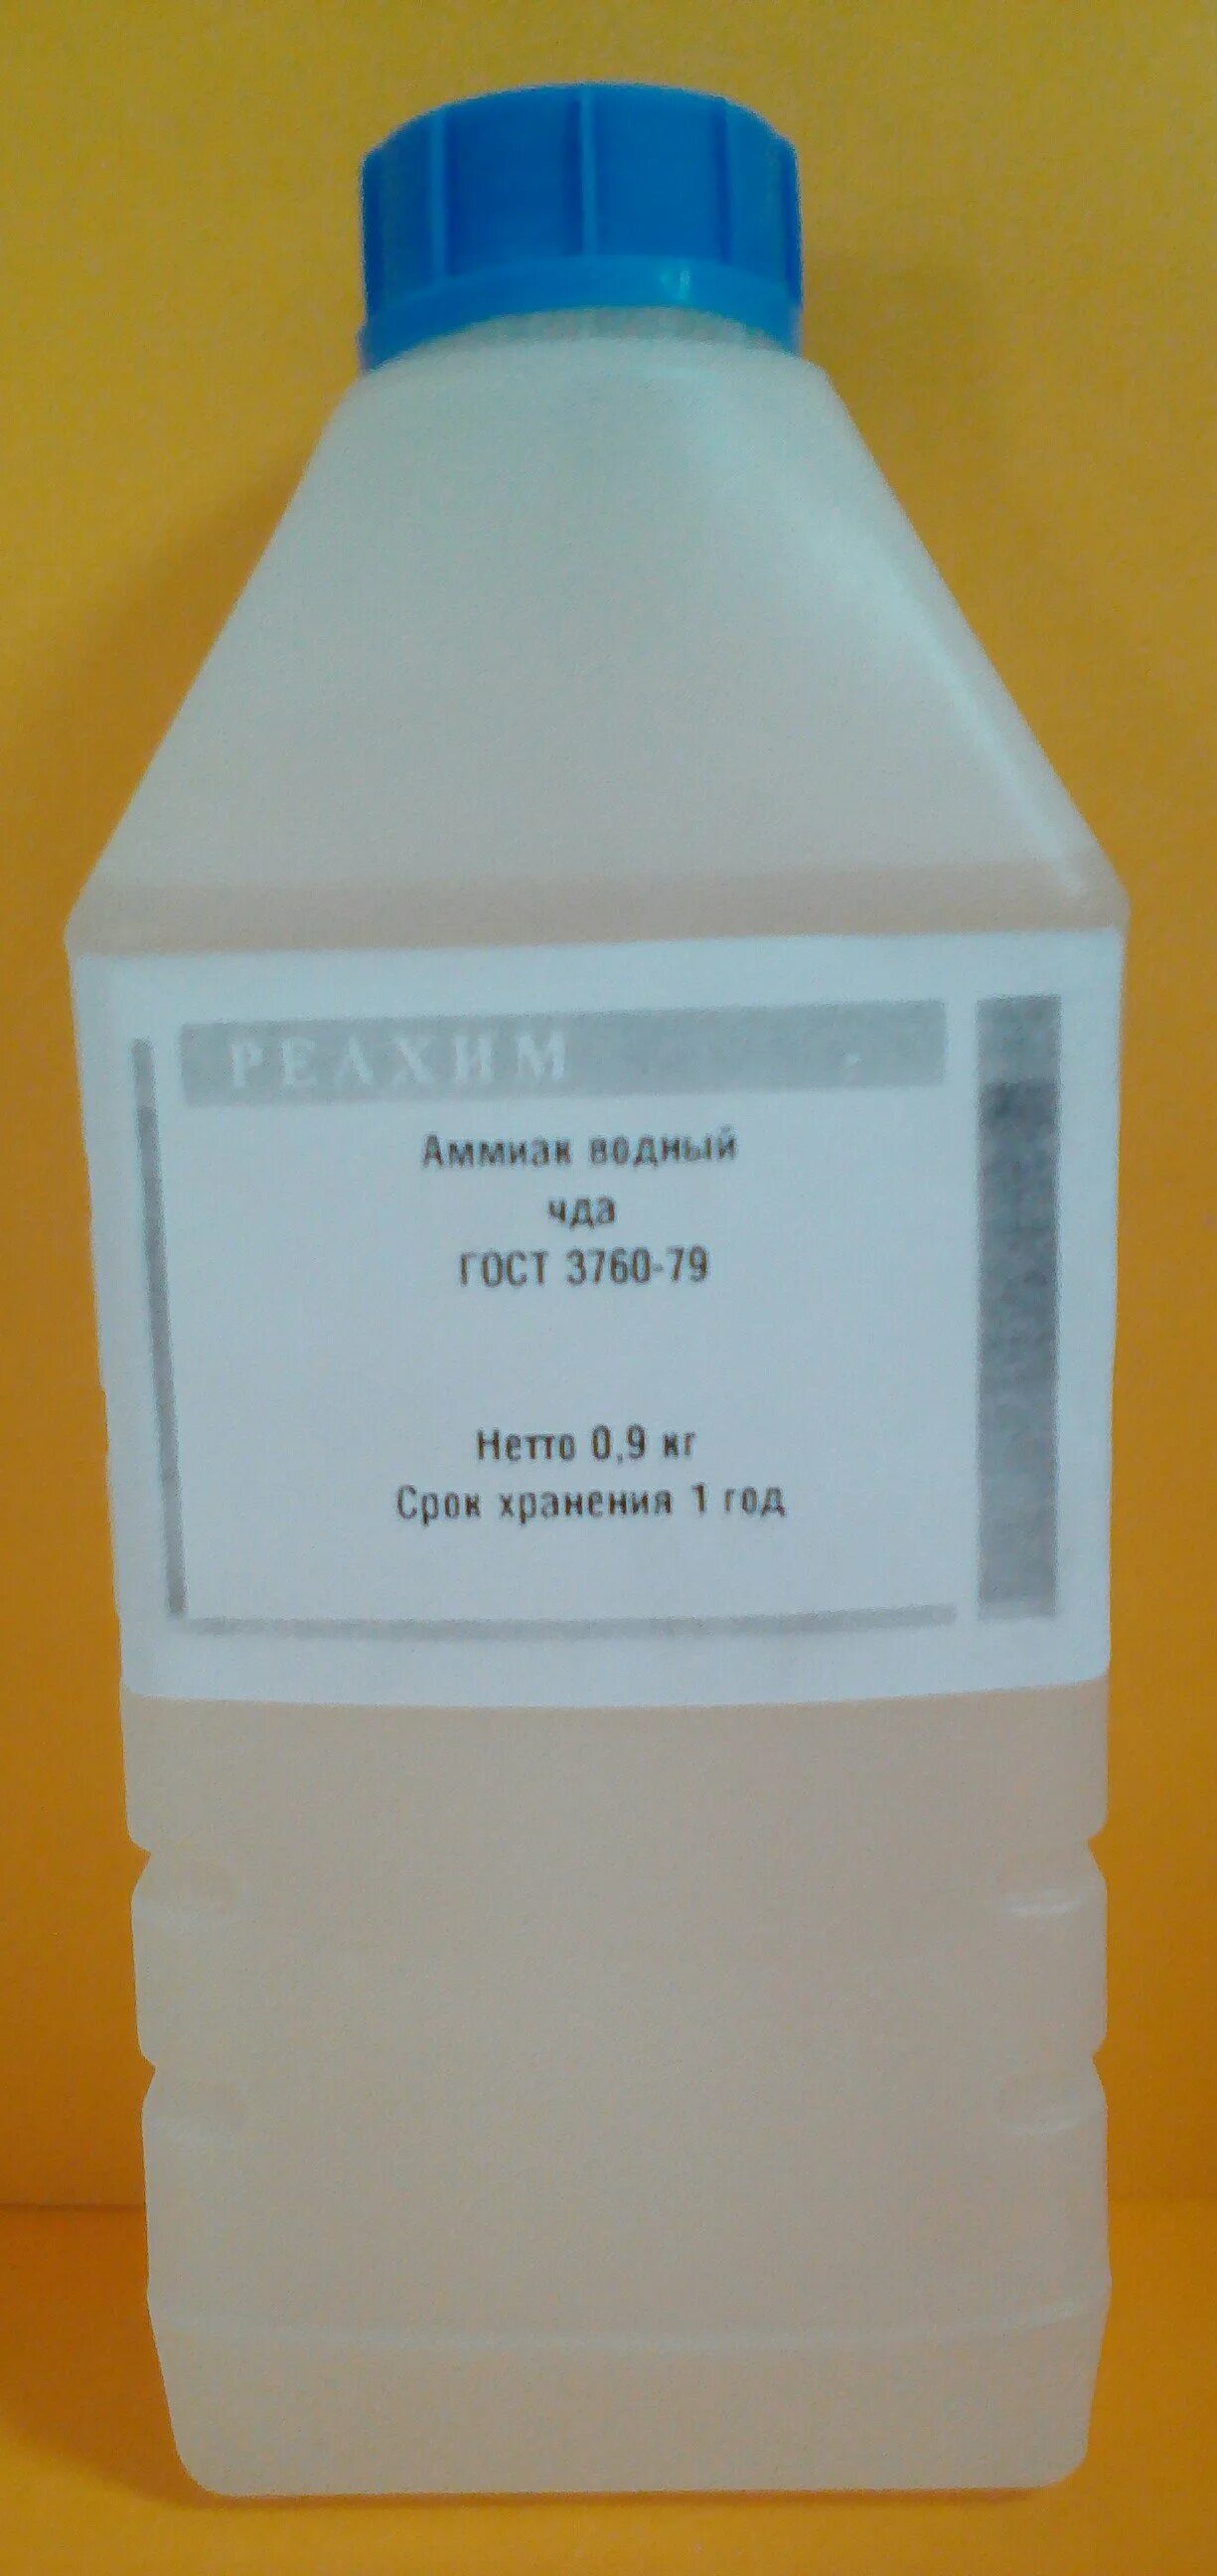 РЕАХИМ
Аммиак водный
чда
ГОСТ 3760-79
Нетто 0,9 кг
Срок хранения 1 год